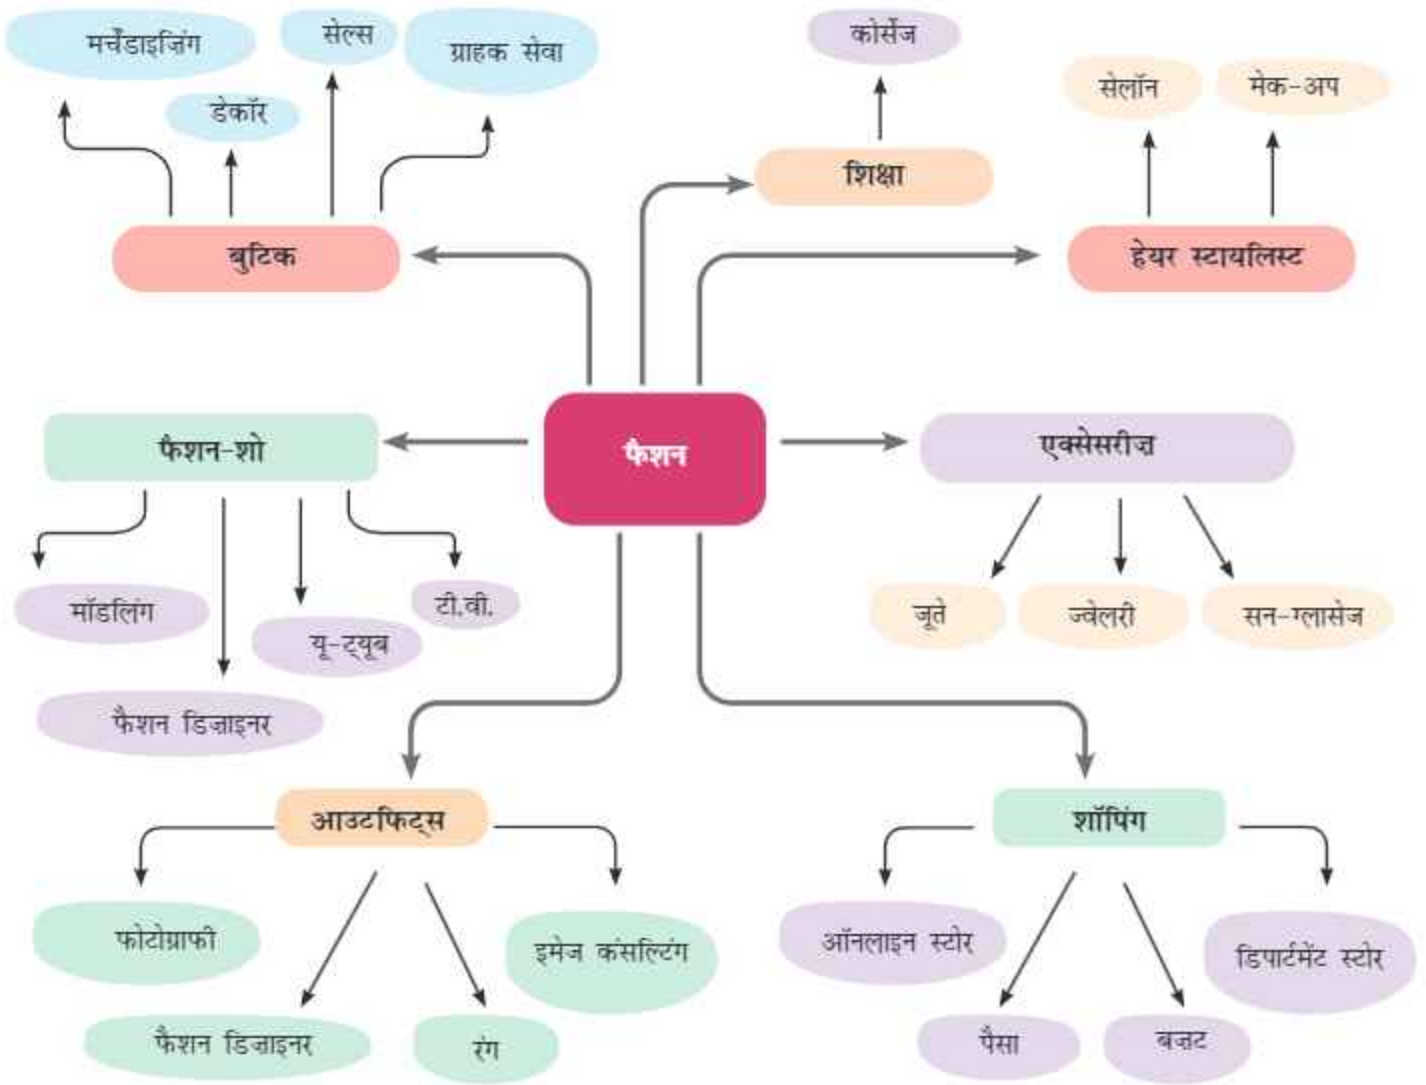 मर्चेंडाइज़िंग
सेल्स
ग्राहक सेवा
डेकॉर
बुटिक
कोर्सेज
शिक्षा
सेलॉन
मेक-अप
हेयर स्टायलिस्ट
फैशन-शो
फैशन
एक्सेसरीज़
मॉडलिंग
यू-ट्यूब
टी.वी.
फैशन डिज़ाइनर
जूते
ज्वेलरी
सन-ग्लासेज
आउटफिट्स
शॉपिंग
फोटोग्राफी
इमेज कंसल्टिंग
फैशन डिज़ाइनर
रंग
ऑनलाइन स्टोर
डिपार्टमेंट स्टोर
पैसा
बज़ट